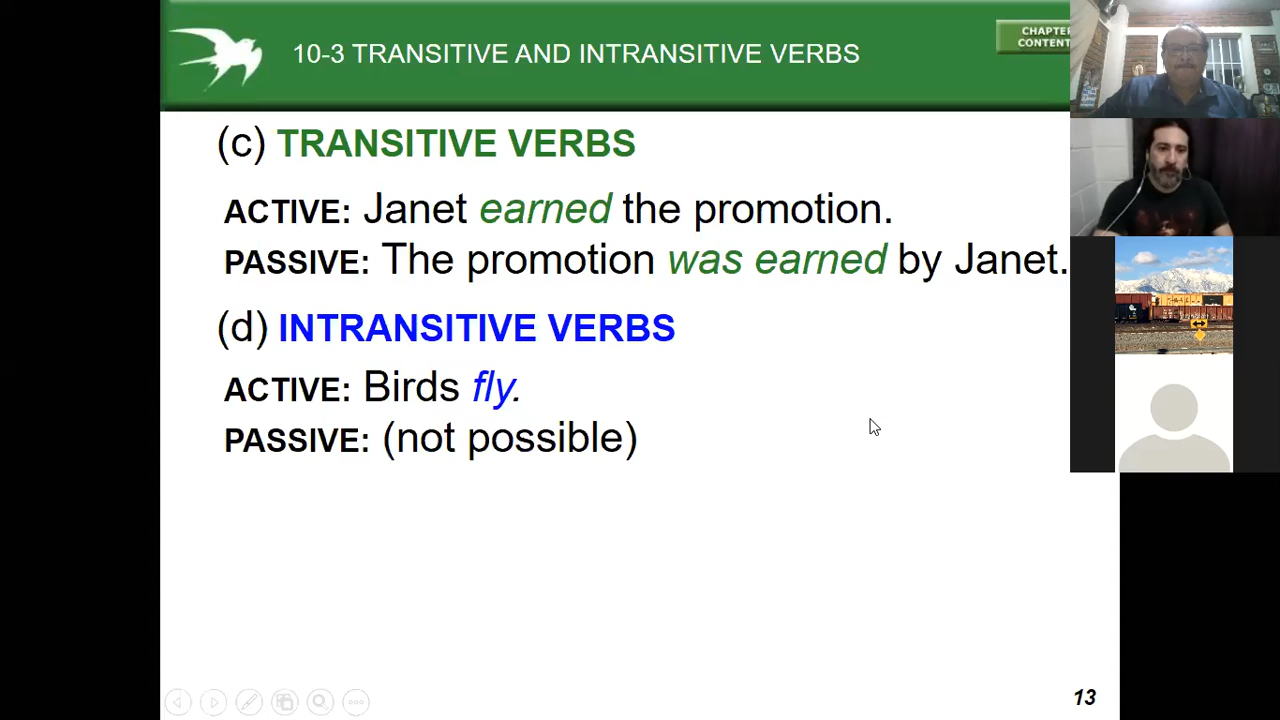 10-3 TRANSITIVE AND INTRANSITIVE VERBS
CHAPTER
CONTENT
(c) TRANSITIVE VERBS
ACTIVE: Janet earned the promotion.
PASSIVE: The promotion was earned by Janet.
(d) INTRANSITIVE VERBS
ACTIVE: Birds fly.
PASSIVE: (not possible)
13